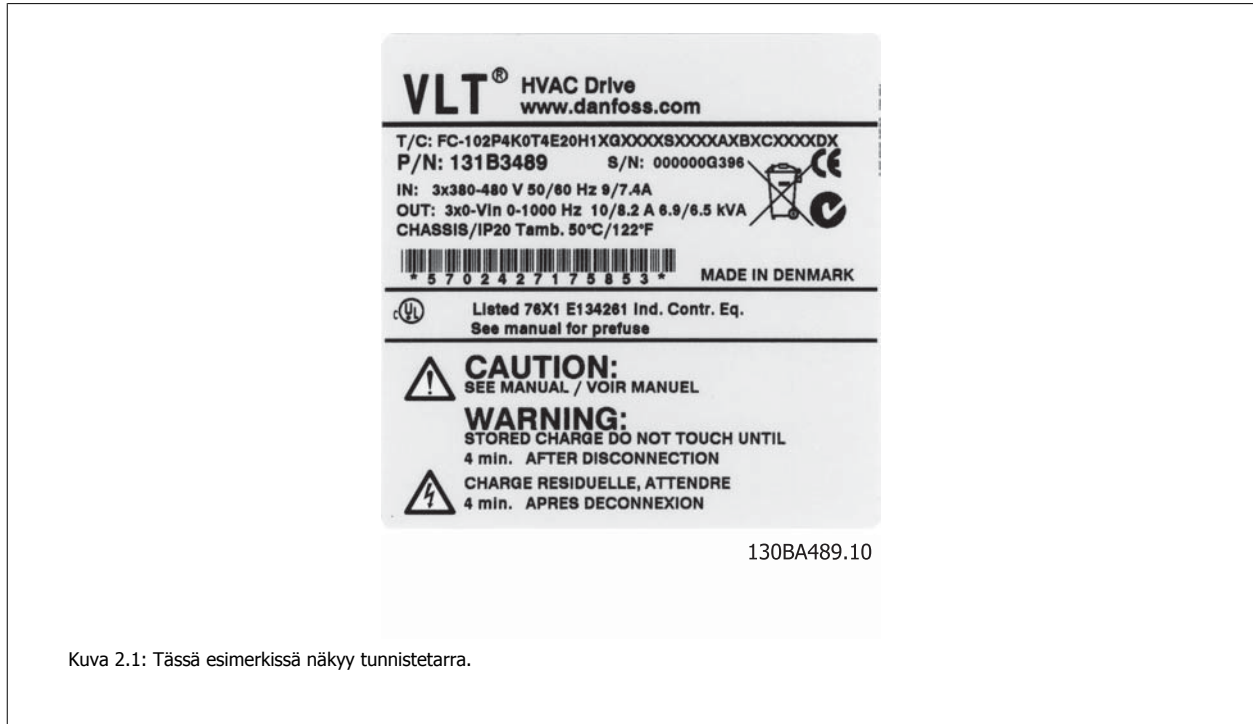 VLT® HVAC Drive
www.danfoss.com
T/C: FC-102P4K0T4E20H1XGXXXXSXXXXAXBXCXXXXDX
P/N: 131B3489 S/N: 000000G396
IN: 3x380-480 V 50/60 Hz 9/7.4A
OUT: 3x0-Vin 0-1000 Hz 10/8.2 A 6.9/6.5 kVA
CHASSIS/IP20 Tamb. 50°C/122°F
* 5 7 0 2 4 2 7 1 7 5 8 5 3 * MADE IN DENMARK
c UL Listed 76X1 E134261 Ind. Contr. Eq.
See manual for prefuse
CAUTION:
SEE MANUAL / VOIR MANUEL
WARNING:
STORED CHARGE DO NOT TOUCH UNTIL
4 min. AFTER DISCONNECTION
CHARGE RESIDUELLE, ATTENDRE
4 min. APRES DECONNEXION
130BA489.10
Kuva 2.1: Tässä esimerkissä näkyy tunnistetarra.